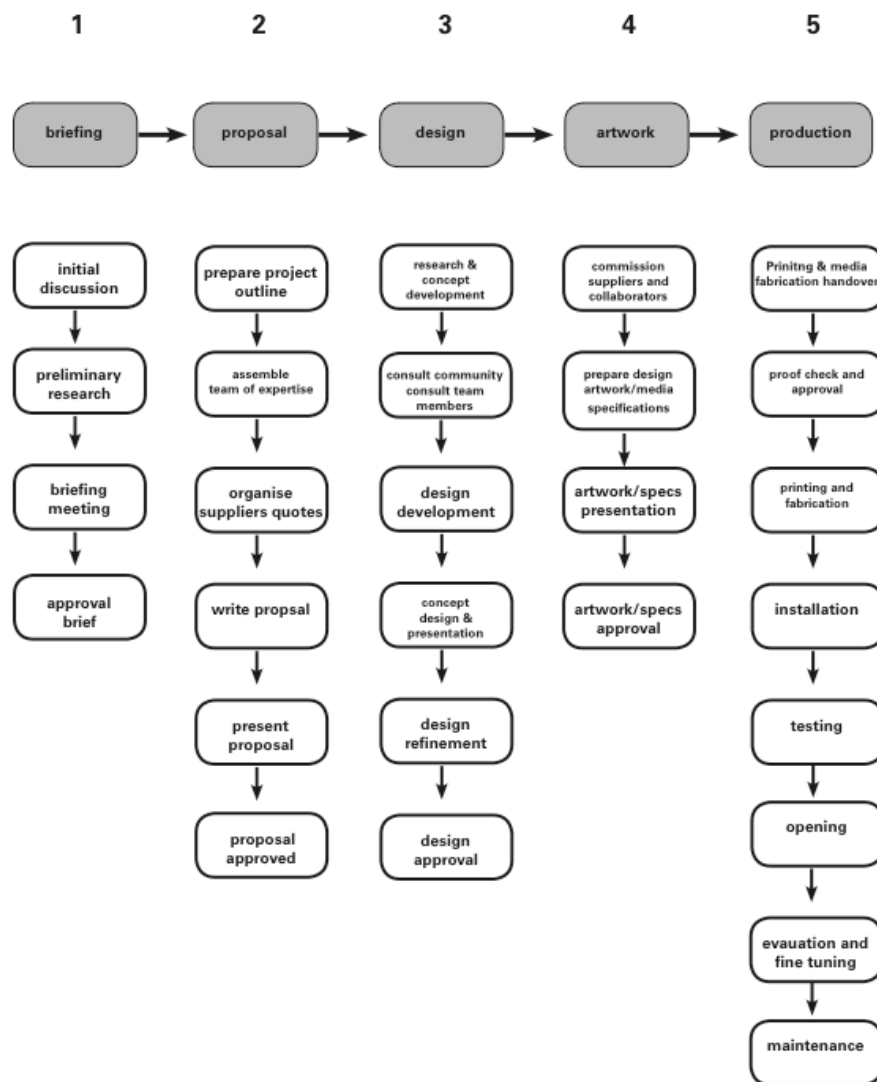 1
2
3
4
5
briefing
proposal
design
artwork
production
initial
discussion
preliminary
research
briefing
meeting
approval
brief
prepare project
outline
assemble
team of expertise
organise
suppliers quotes
write propsal
present
proposal
proposal
approved
research &
concept
development
consult community
consult team
members
design
development
concept
design &
presentation
design
refinement
design
approval
commission
suppliers and
collaborators
prepare design
artwork/media
specifications
artwork/specs
presentation
artwork/specs
approval
Prinitng & media
fabrication handover
proof check and
approval
printing and
fabrication
installation
testing
opening
evauation and
fine tuning
maintenance